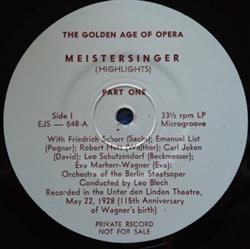 THE GOLDEN AGE OF OPERA
MEISTERSINGER
(HIGHLIGHTS)
PART ONE
Side I 33⅓ rpm LP
EJS — 548-A Microgroove
With Friedrich Schorr (Sachs); Emanuel List
(Pogner); Robert Hutt (Walther); Carl Joken
(David); Leo Schutzendorf (Beckmesser);
Eva Marherr-Wagner (Eva);
Orchestra of the Berlin Staatsoper
Conducted by Leo Blech
Recorded in the Unter den Linden Theatre,
May 22, 1928 (115th Anniversary
of Wagner's birth)
PRIVATE RECORD
NOT FOR SALE